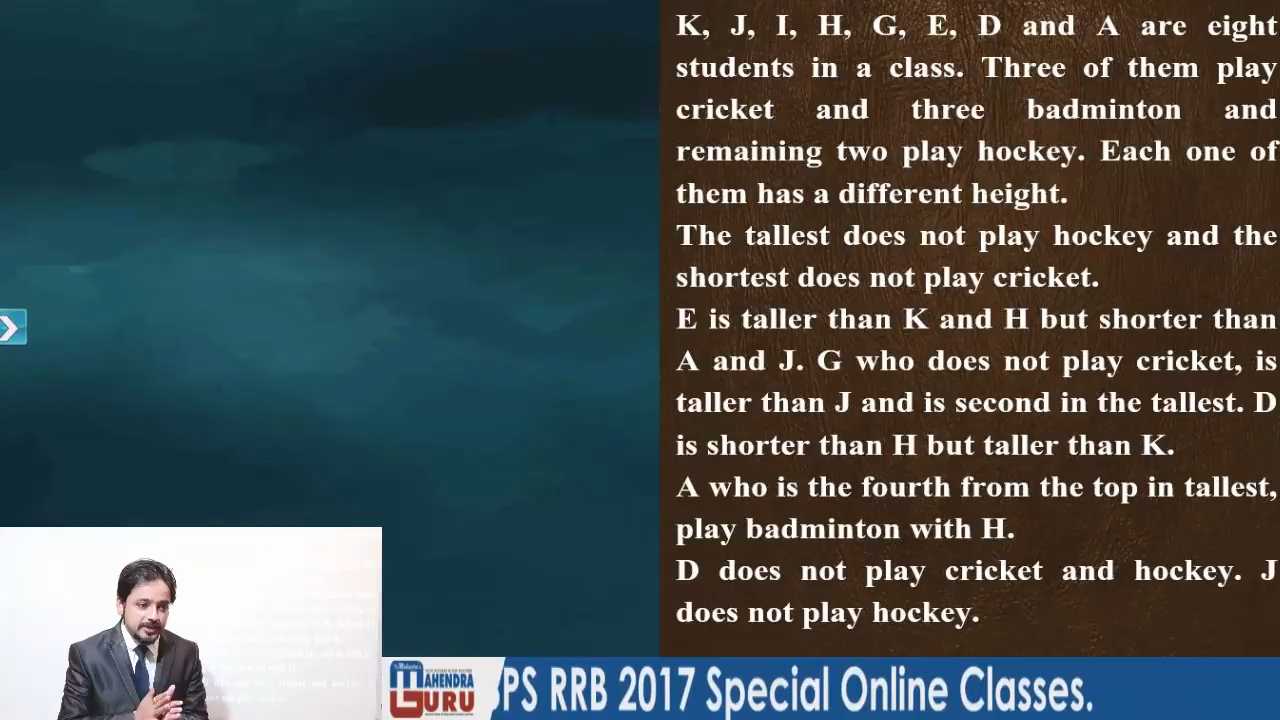 K, J, I, H, G, E, D and A are eight
students in a class. Three of them play
cricket and three badminton and
remaining two play hockey. Each one of
them has a different height.
The tallest does not play hockey and the
shortest does not play cricket.
E is taller than K and H but shorter than
A and J. G who does not play cricket, is
taller than J and is second in the tallest. D
is shorter than H but taller than K.
A who is the fourth from the top in tallest,
play badminton with H.
D does not play cricket and hockey. J
does not play hockey.
MAHENDRA
GURU
BPS RRB 2017 Special Online Classes.